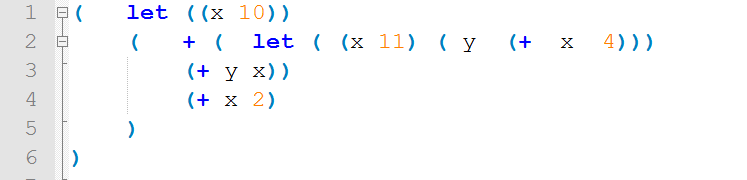 1 (   let ((x 10))
2     (   + (  let ( (x 11) ( y  (+  x  4)))
3         (+ y x))
4         (+ x 2)
5     )
6 )